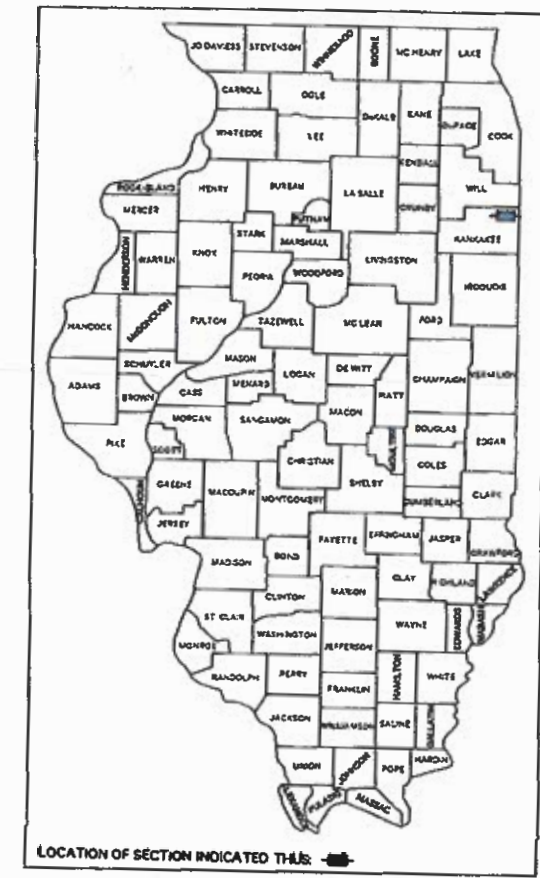 JO DAVIESS STEVENSON WINNEBAGO BOONE MC HENRY LAKE
CARROLL OGLE DeKALB KANE DuPAGE COOK
WHITESIDE LEE KENDALL
ROCK ISLAND HENRY BUREAU LA SALLE GRUNDY WILL
MERCER PUTNAM KANKAKEE
HENDERSON WARREN KNOX STARK MARSHALL LIVINGSTON
PEORIA WOODFORD IROQUOIS
HANCOCK McDONOUGH FULTON TAZEWELL MC LEAN FORD
SCHUYLER MASON LOGAN DE WITT CHAMPAIGN VERMILION
ADAMS BROWN CASS MENARD PIATT
MORGAN SANGAMON MACON DOUGLAS
PIKE SCOTT CHRISTIAN MOULTRIE COLES EDGAR
CALHOUN GREENE MACOUPIN MONTGOMERY SHELBY CUMBERLAND CLARK
JERSEY FAYETTE EFFINGHAM JASPER CRAWFORD
MADISON BOND CLAY RICHLAND LAWRENCE
CLINTON MARION
ST CLAIR WASHINGTON WAYNE EDWARDS WABASH
MONROE JEFFERSON
RANDOLPH PERRY FRANKLIN HAMILTON WHITE
JACKSON WILLIAMSON SALINE GALLATIN
UNION JOHNSON POPE HARDIN
ALEXANDER PULASKI MASSAC
LOCATION OF SECTION INDICATED THUS: